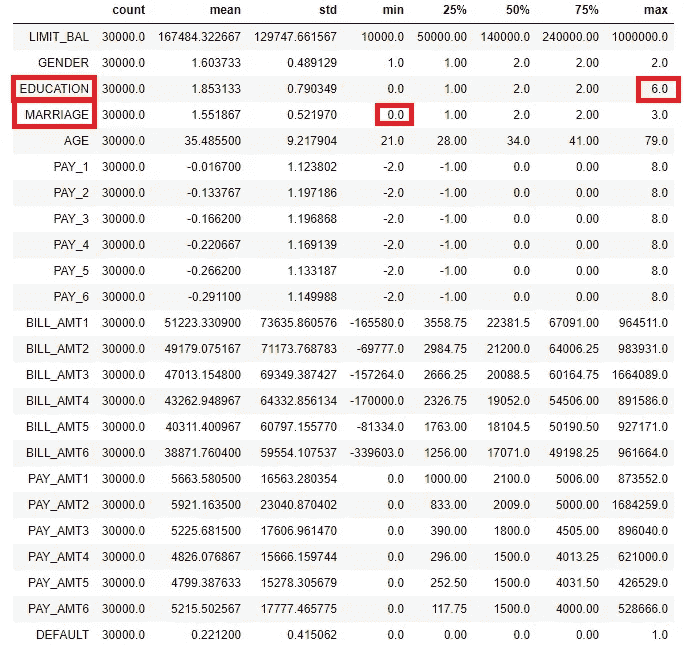 count mean std min 25% 50% 75% max
LIMIT_BAL 30000.0 167484.322667 129747.661567 10000.0 50000.00 140000.0 240000.00 1000000.0
GENDER 30000.0 1.603733 0.489129 1.0 1.00 2.0 2.00 2.0
EDUCATION 30000.0 1.853133 0.790349 0.0 1.00 2.0 2.00 6.0
MARRIAGE 30000.0 1.551867 0.521970 0.0 1.00 2.0 2.00 3.0
AGE 30000.0 35.485500 9.217904 21.0 28.00 34.0 41.00 79.0
PAY_1 30000.0 -0.016700 1.123802 -2.0 -1.00 0.0 0.00 8.0
PAY_2 30000.0 -0.133767 1.197186 -2.0 -1.00 0.0 0.00 8.0
PAY_3 30000.0 -0.166200 1.196868 -2.0 -1.00 0.0 0.00 8.0
PAY_4 30000.0 -0.220667 1.169139 -2.0 -1.00 0.0 0.00 8.0
PAY_5 30000.0 -0.266200 1.133187 -2.0 -1.00 0.0 0.00 8.0
PAY_6 30000.0 -0.291100 1.149988 -2.0 -1.00 0.0 0.00 8.0
BILL_AMT1 30000.0 51223.330900 73635.860576 -165580.0 3558.75 22381.5 67091.00 964511.0
BILL_AMT2 30000.0 49179.075167 71173.768783 -69777.0 2984.75 21200.0 64006.25 983931.0
BILL_AMT3 30000.0 47013.154800 69349.387427 -157264.0 2666.25 20088.5 60164.75 1664089.0
BILL_AMT4 30000.0 43262.948967 64332.856134 -170000.0 2326.75 19052.0 54506.00 891586.0
BILL_AMT5 30000.0 40311.400967 60797.155770 -81334.0 1763.00 18104.5 50190.50 927171.0
BILL_AMT6 30000.0 38871.760400 59554.107537 -339603.0 1256.00 17071.0 49198.25 961664.0
PAY_AMT1 30000.0 5663.580500 16563.280354 0.0 1000.00 2100.0 5006.00 873552.0
PAY_AMT2 30000.0 5921.163500 23040.870402 0.0 833.00 2009.0 5000.00 1684259.0
PAY_AMT3 30000.0 5225.681500 17606.961470 0.0 390.00 1800.0 4505.00 896040.0
PAY_AMT4 30000.0 4826.076867 15666.159744 0.0 296.00 1500.0 4013.25 621000.0
PAY_AMT5 30000.0 4799.387633 15278.305679 0.0 252.50 1500.0 4031.50 426529.0
PAY_AMT6 30000.0 5215.502567 17777.465775 0.0 117.75 1500.0 4000.00 528666.0
DEFAULT 30000.0 0.221200 0.415062 0.0 0.00 0.0 0.00 1.0